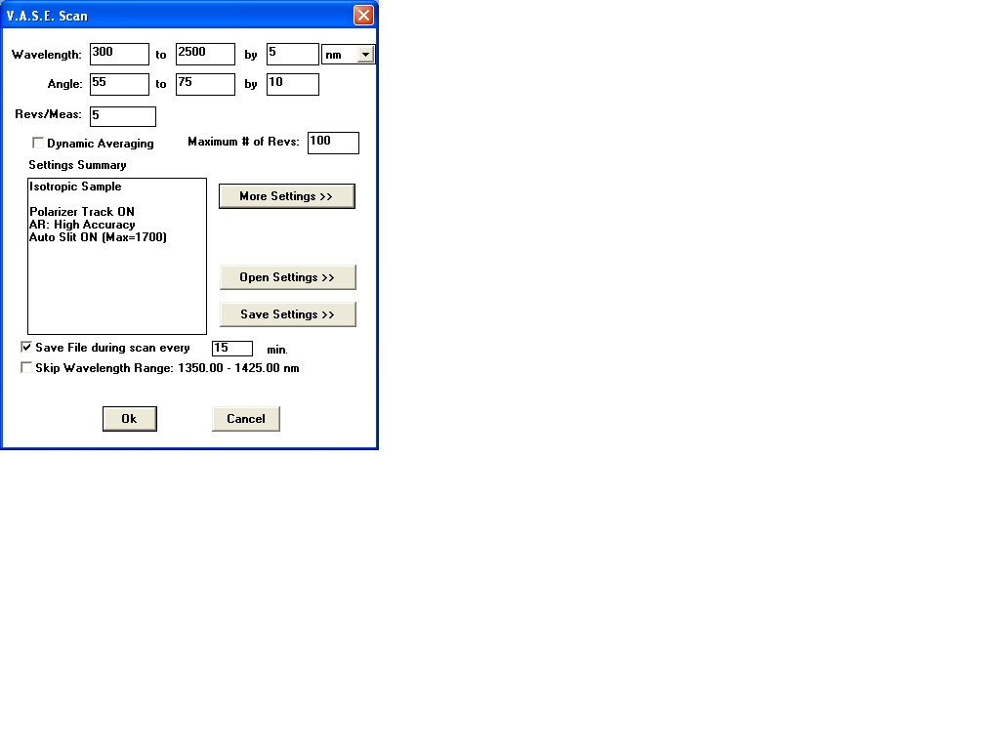 V.A.S.E. Scan
Wavelength: 300 to 2500 by 5 nm
Angle: 55 to 75 by 10
Revs/Meas: 5
Dynamic Averaging Maximum # of Revs: 100
Settings Summary
Isotropic Sample
More Settings >>
Polarizer Track ON
AR: High Accuracy
Auto Slit ON (Max=1700)
Open Settings >>
Save Settings >>
Save File during scan every 15 min.
Skip Wavelength Range: 1350.00 - 1425.00 nm
Ok Cancel